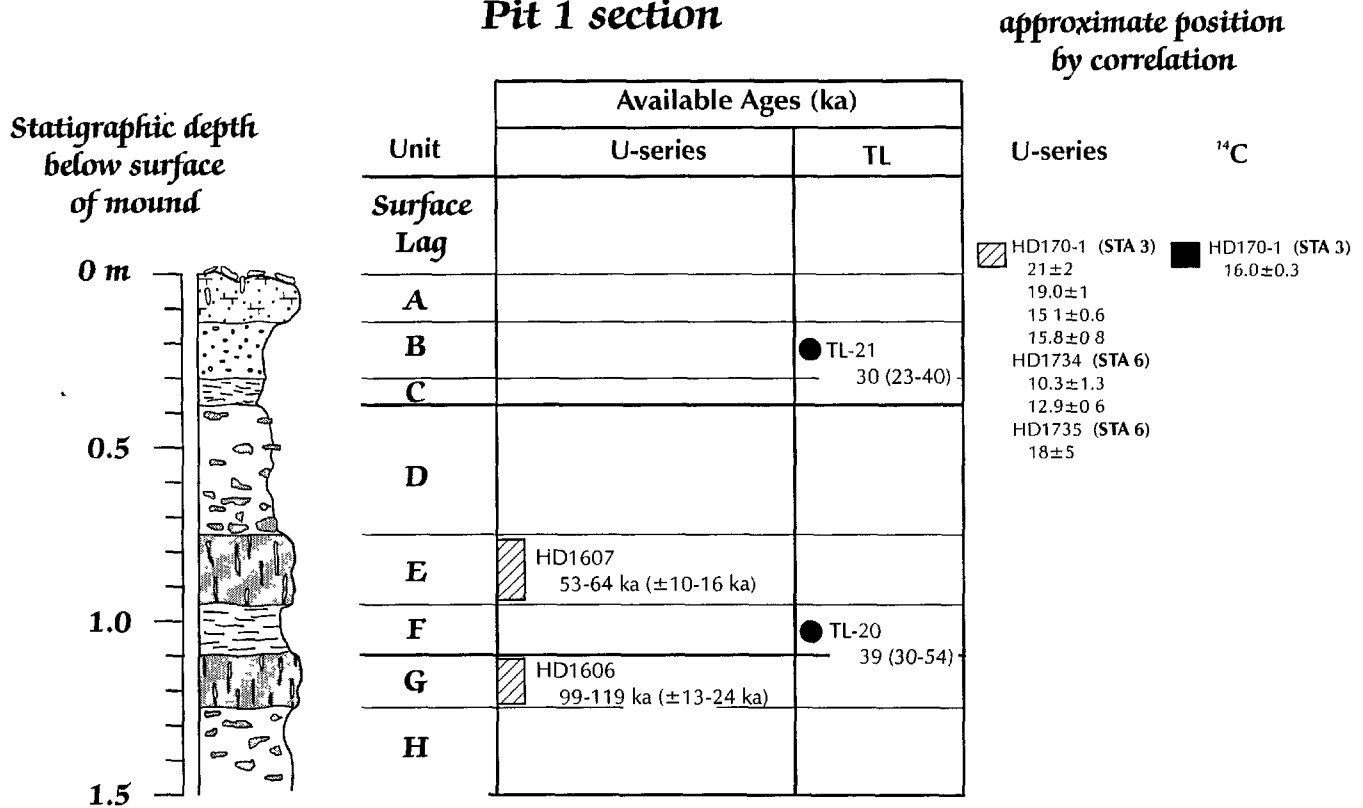 Pit 1 section
approximate position
by correlation
Statigraphic depth
below surface
of mound
Available Ages (ka)
Unit
U-series
TL
U-series
¹⁴C
Surface
Lag
0 m
A
B
C
D
E
F
G
H
0.5
1.0
1.5
TL-21
30 (23-40)
HD1607
53-64 ka (±10-16 ka)
TL-20
39 (30-54)
HD1606
99-119 ka (±13-24 ka)
HD170-1 (STA 3)
21±2
19.0±1
15 1±0.6
15.8±0 8
HD1734 (STA 6)
10.3±1.3
12.9±0 6
HD1735 (STA 6)
18±5
HD170-1 (STA 3)
16.0±0.3